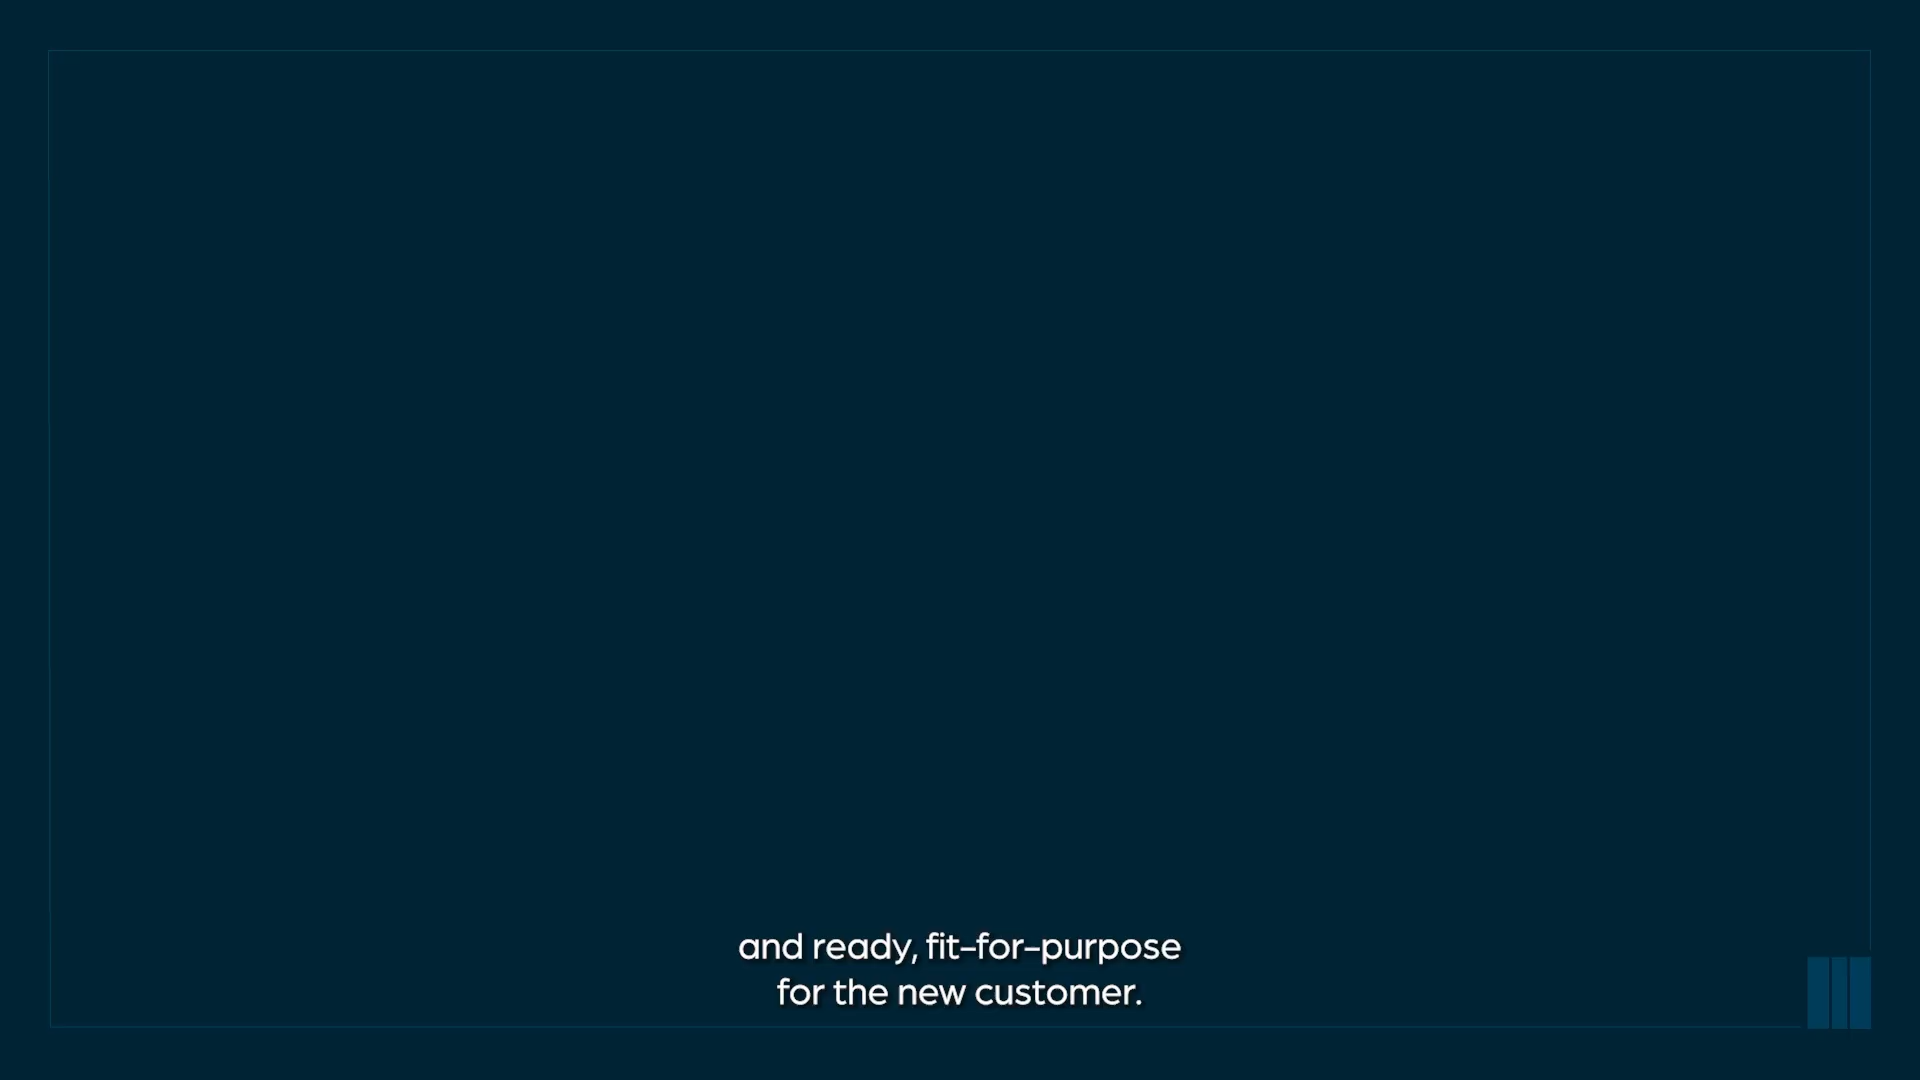 and ready, fit-for-purpose
for the new customer.